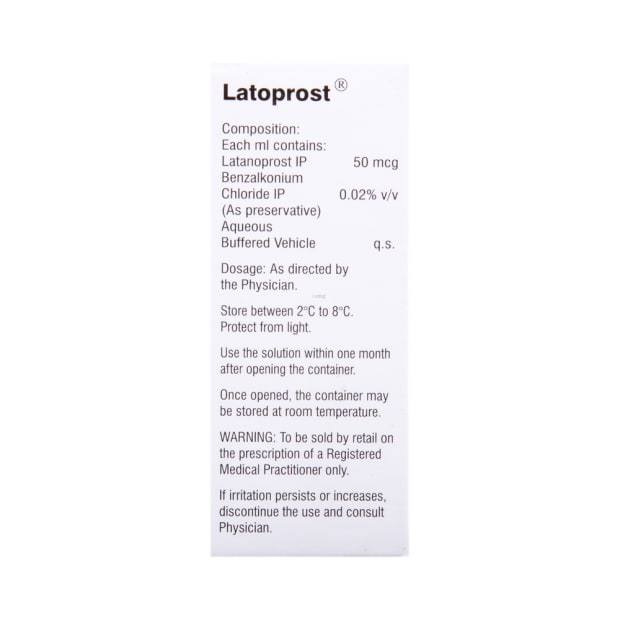 Latoprost®
Composition:
Each ml contains:
Latanoprost IP 50 mcg
Benzalkonium
Chloride IP 0.02% v/v
(As preservative)
Aqueous
Buffered Vehicle q.s.
Dosage: As directed by
the Physician.
Store between 2°C to 8°C.
Protect from light.
Use the solution within one month
after opening the container.
Once opened, the container may
be stored at room temperature.
WARNING: To be sold by retail on
the prescription of a Registered
Medical Practitioner only.
If irritation persists or increases,
discontinue the use and consult
Physician.